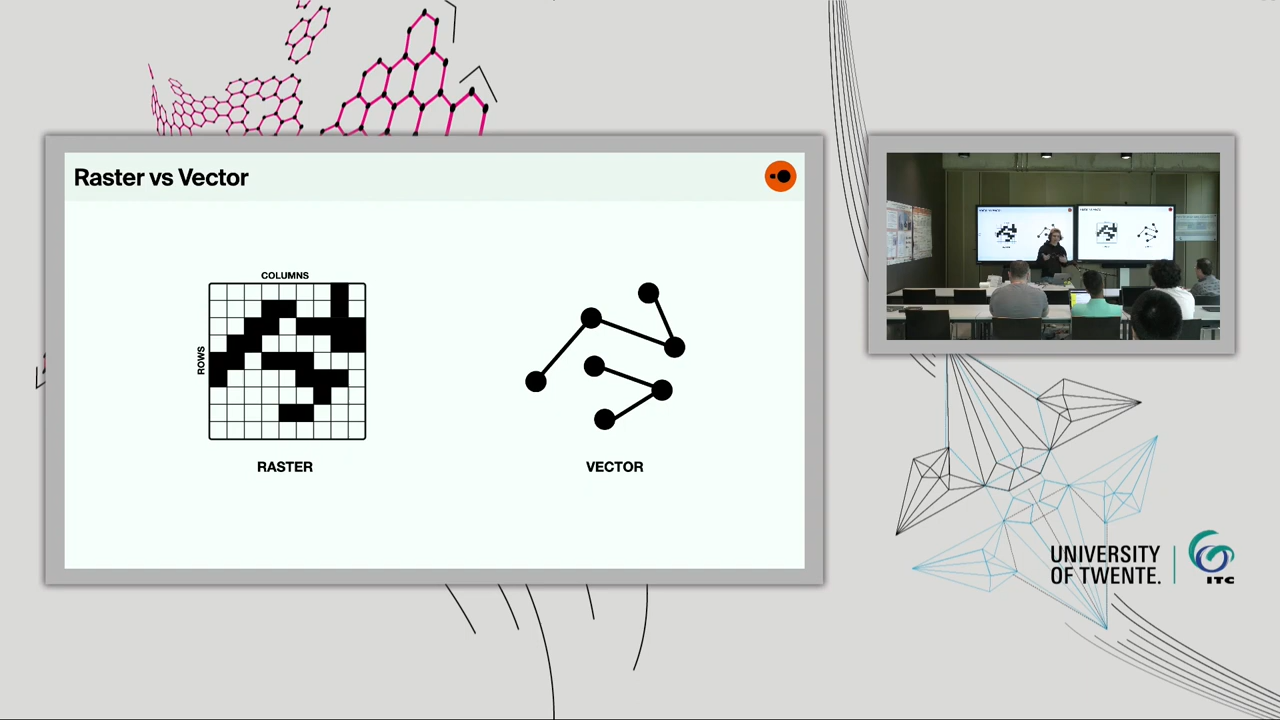 Raster vs Vector
COLUMNS
ROWS
RASTER
VECTOR
UNIVERSITY
OF TWENTE.
ITC